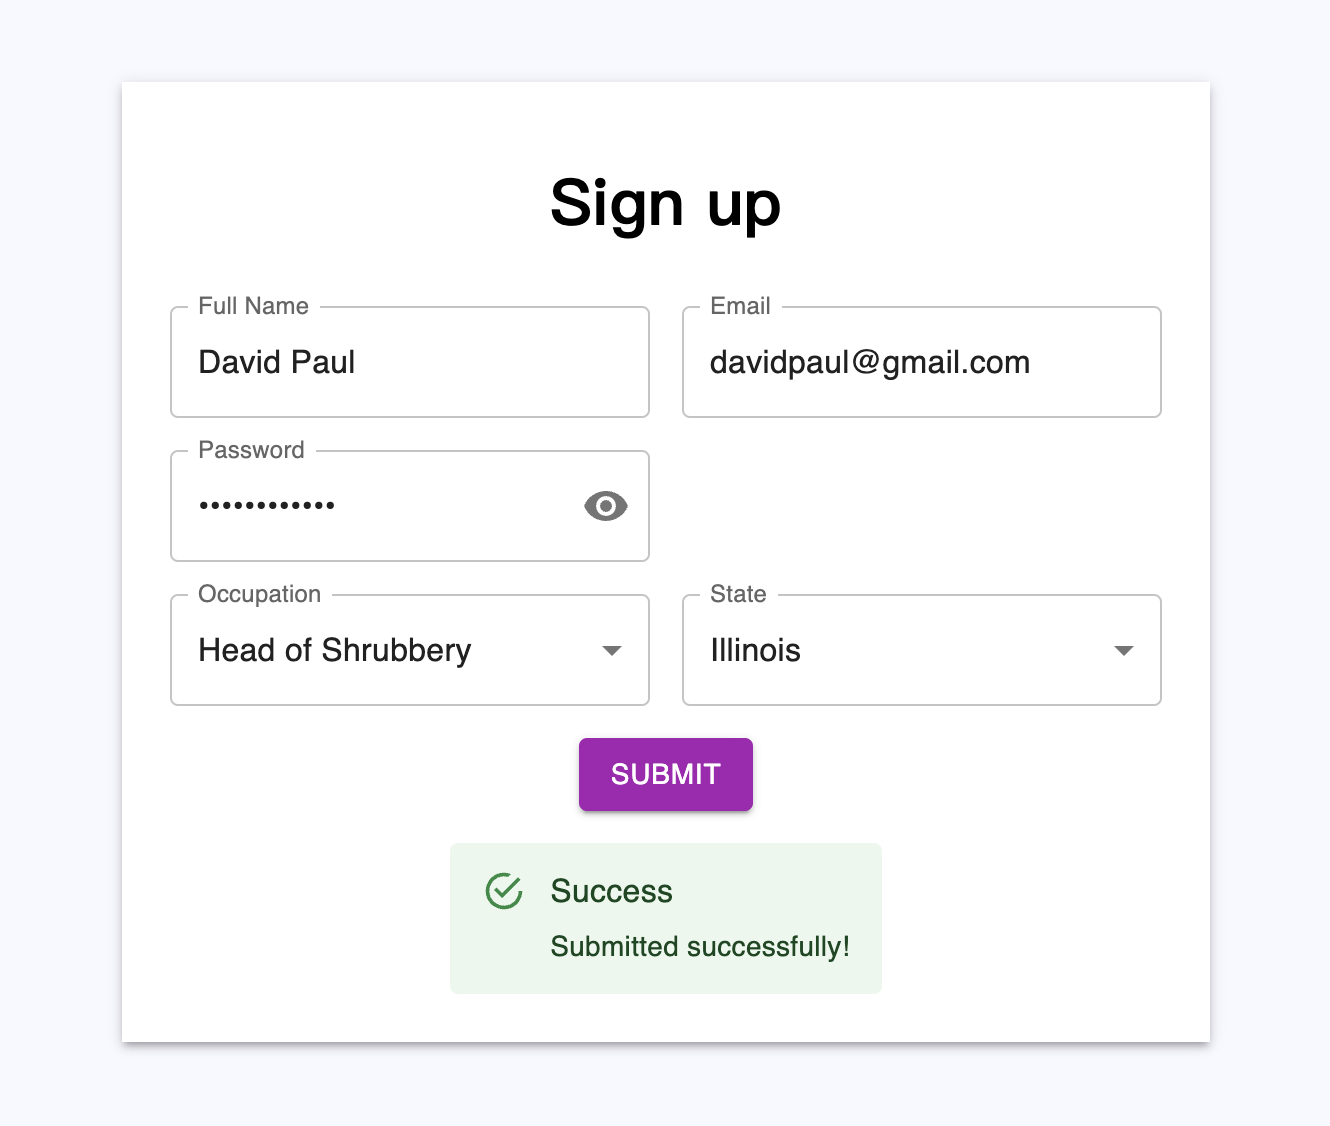 Sign up
Full Name
David Paul
Email
davidpaul@gmail.com
Password
••••••••••••
Occupation
Head of Shrubbery
State
Illinois
SUBMIT
Success
Submitted successfully!